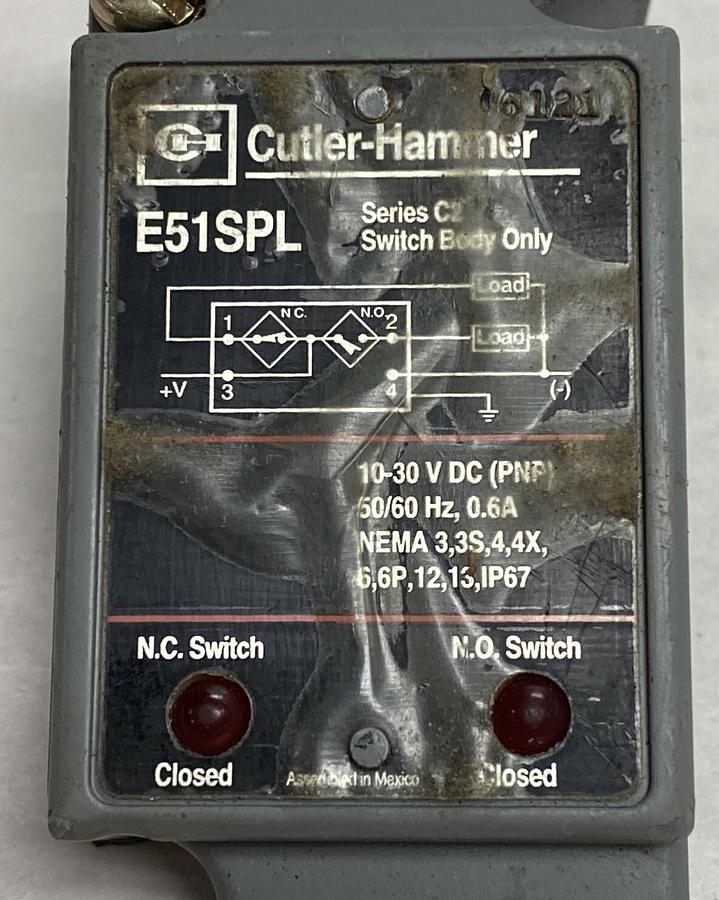 6121
CH
Cutler-Hammer
E51SPL
Series C2
Switch Body Only
Load
N.C. N.O.
1 2
Load
+V 3 4 (-)
10-30 V DC (PNP)
50/60 Hz, 0.6A
NEMA 3,3S,4,4X,
6,6P,12,13,IP67
N.C. Switch N.O. Switch
Closed Closed
Assembled in Mexico